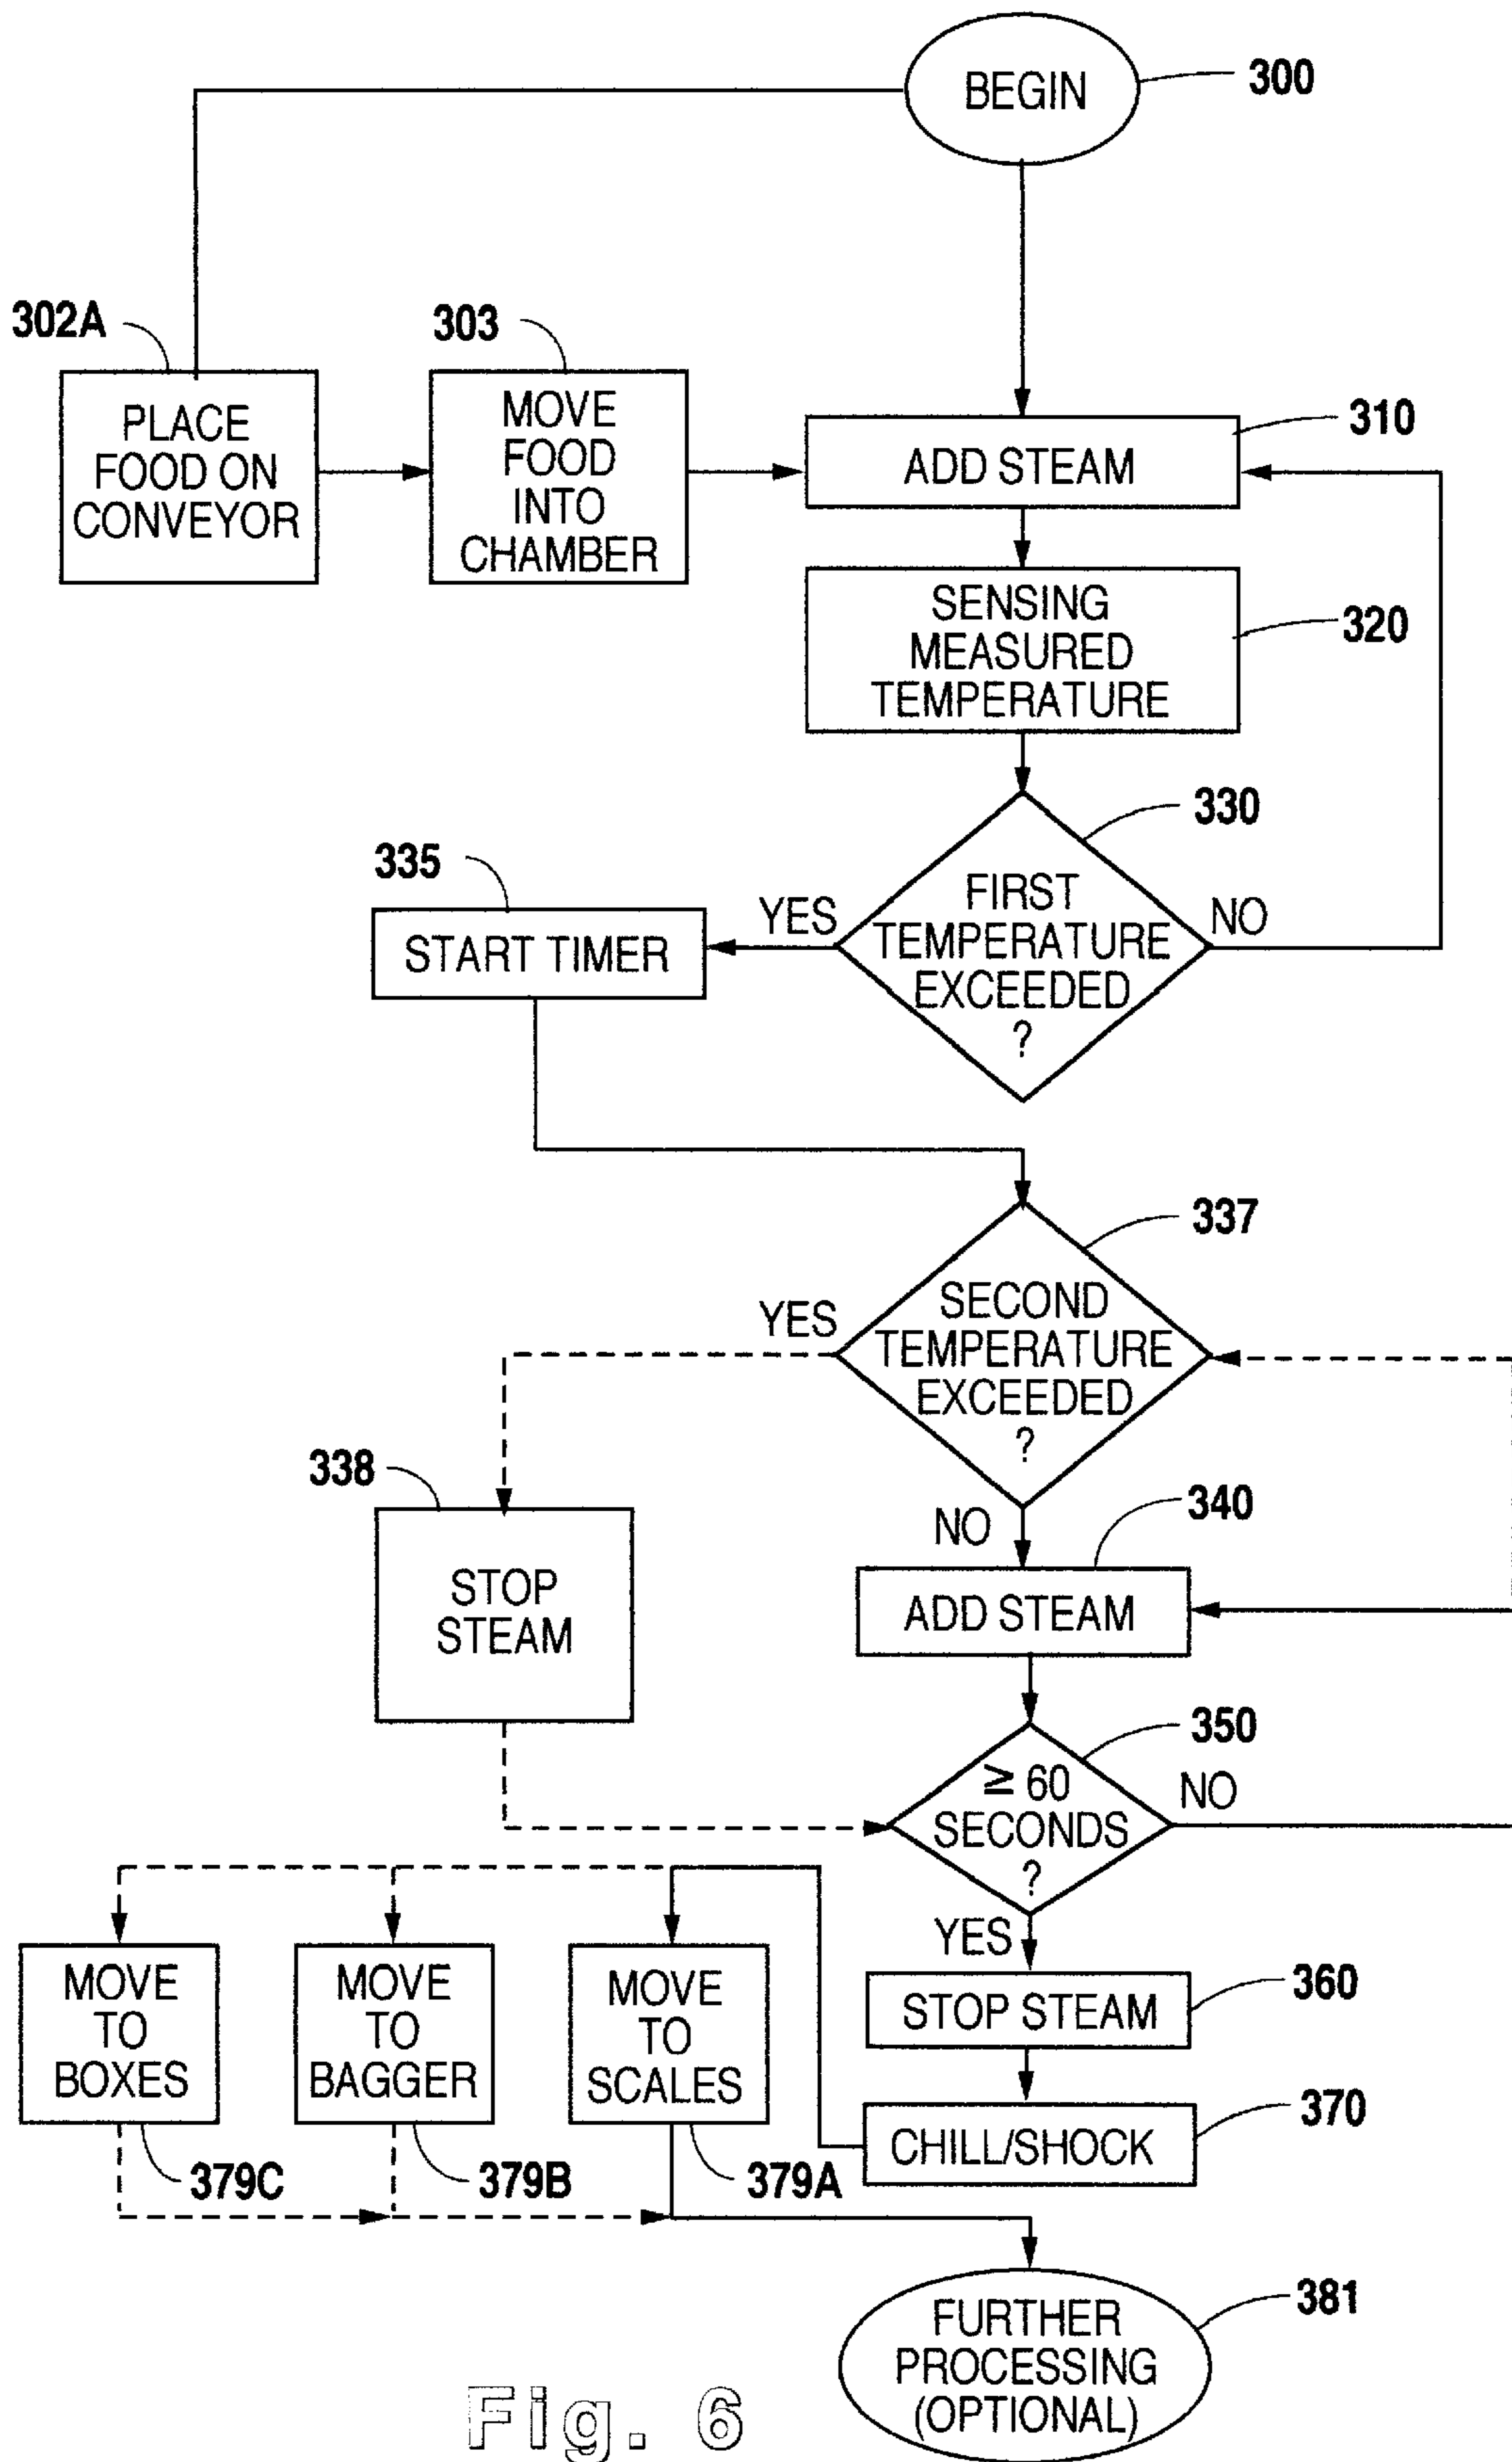 BEGIN
300
302A
PLACE
FOOD ON
CONVEYOR
303
MOVE
FOOD
INTO
CHAMBER
310
ADD STEAM
SENSING
MEASURED
TEMPERATURE
320
330
FIRST
TEMPERATURE
EXCEEDED
?
YES
NO
335
START TIMER
337
SECOND
TEMPERATURE
EXCEEDED
?
YES
NO
338
STOP
STEAM
340
ADD STEAM
350
≥ 60
SECONDS
?
NO
YES
360
STOP STEAM
370
CHILL/SHOCK
MOVE
TO
BOXES
379C
MOVE
TO
BAGGER
379B
MOVE
TO
SCALES
379A
381
FURTHER
PROCESSING
(OPTIONAL)
Fig. 6